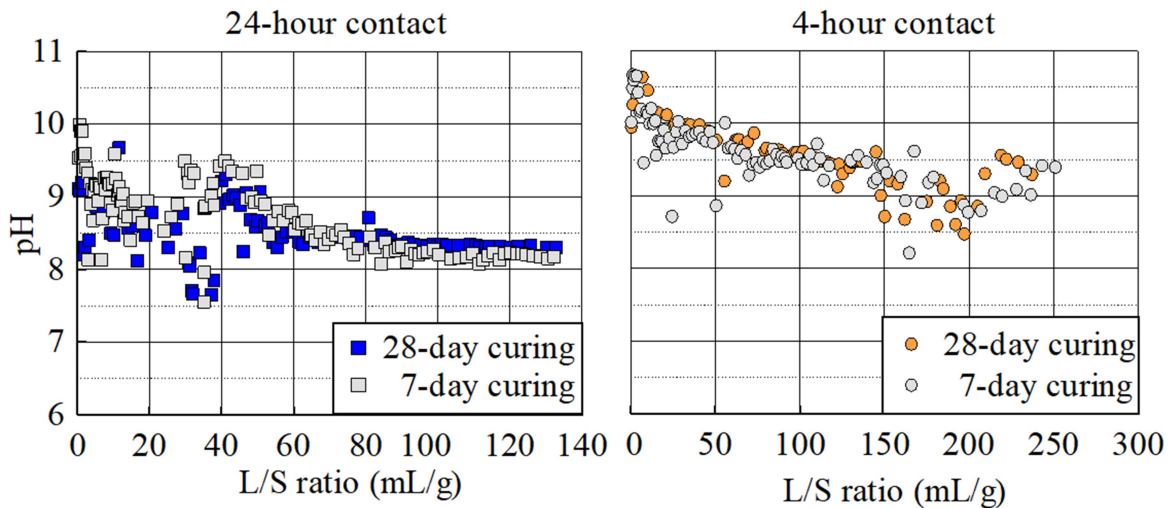 24-hour contact
4-hour contact
pH
11
10
9
8
7
6
28-day curing
7-day curing
28-day curing
7-day curing
0 20 40 60 80 100 120 140
0 50 100 150 200 250 300
L/S ratio (mL/g)
L/S ratio (mL/g)